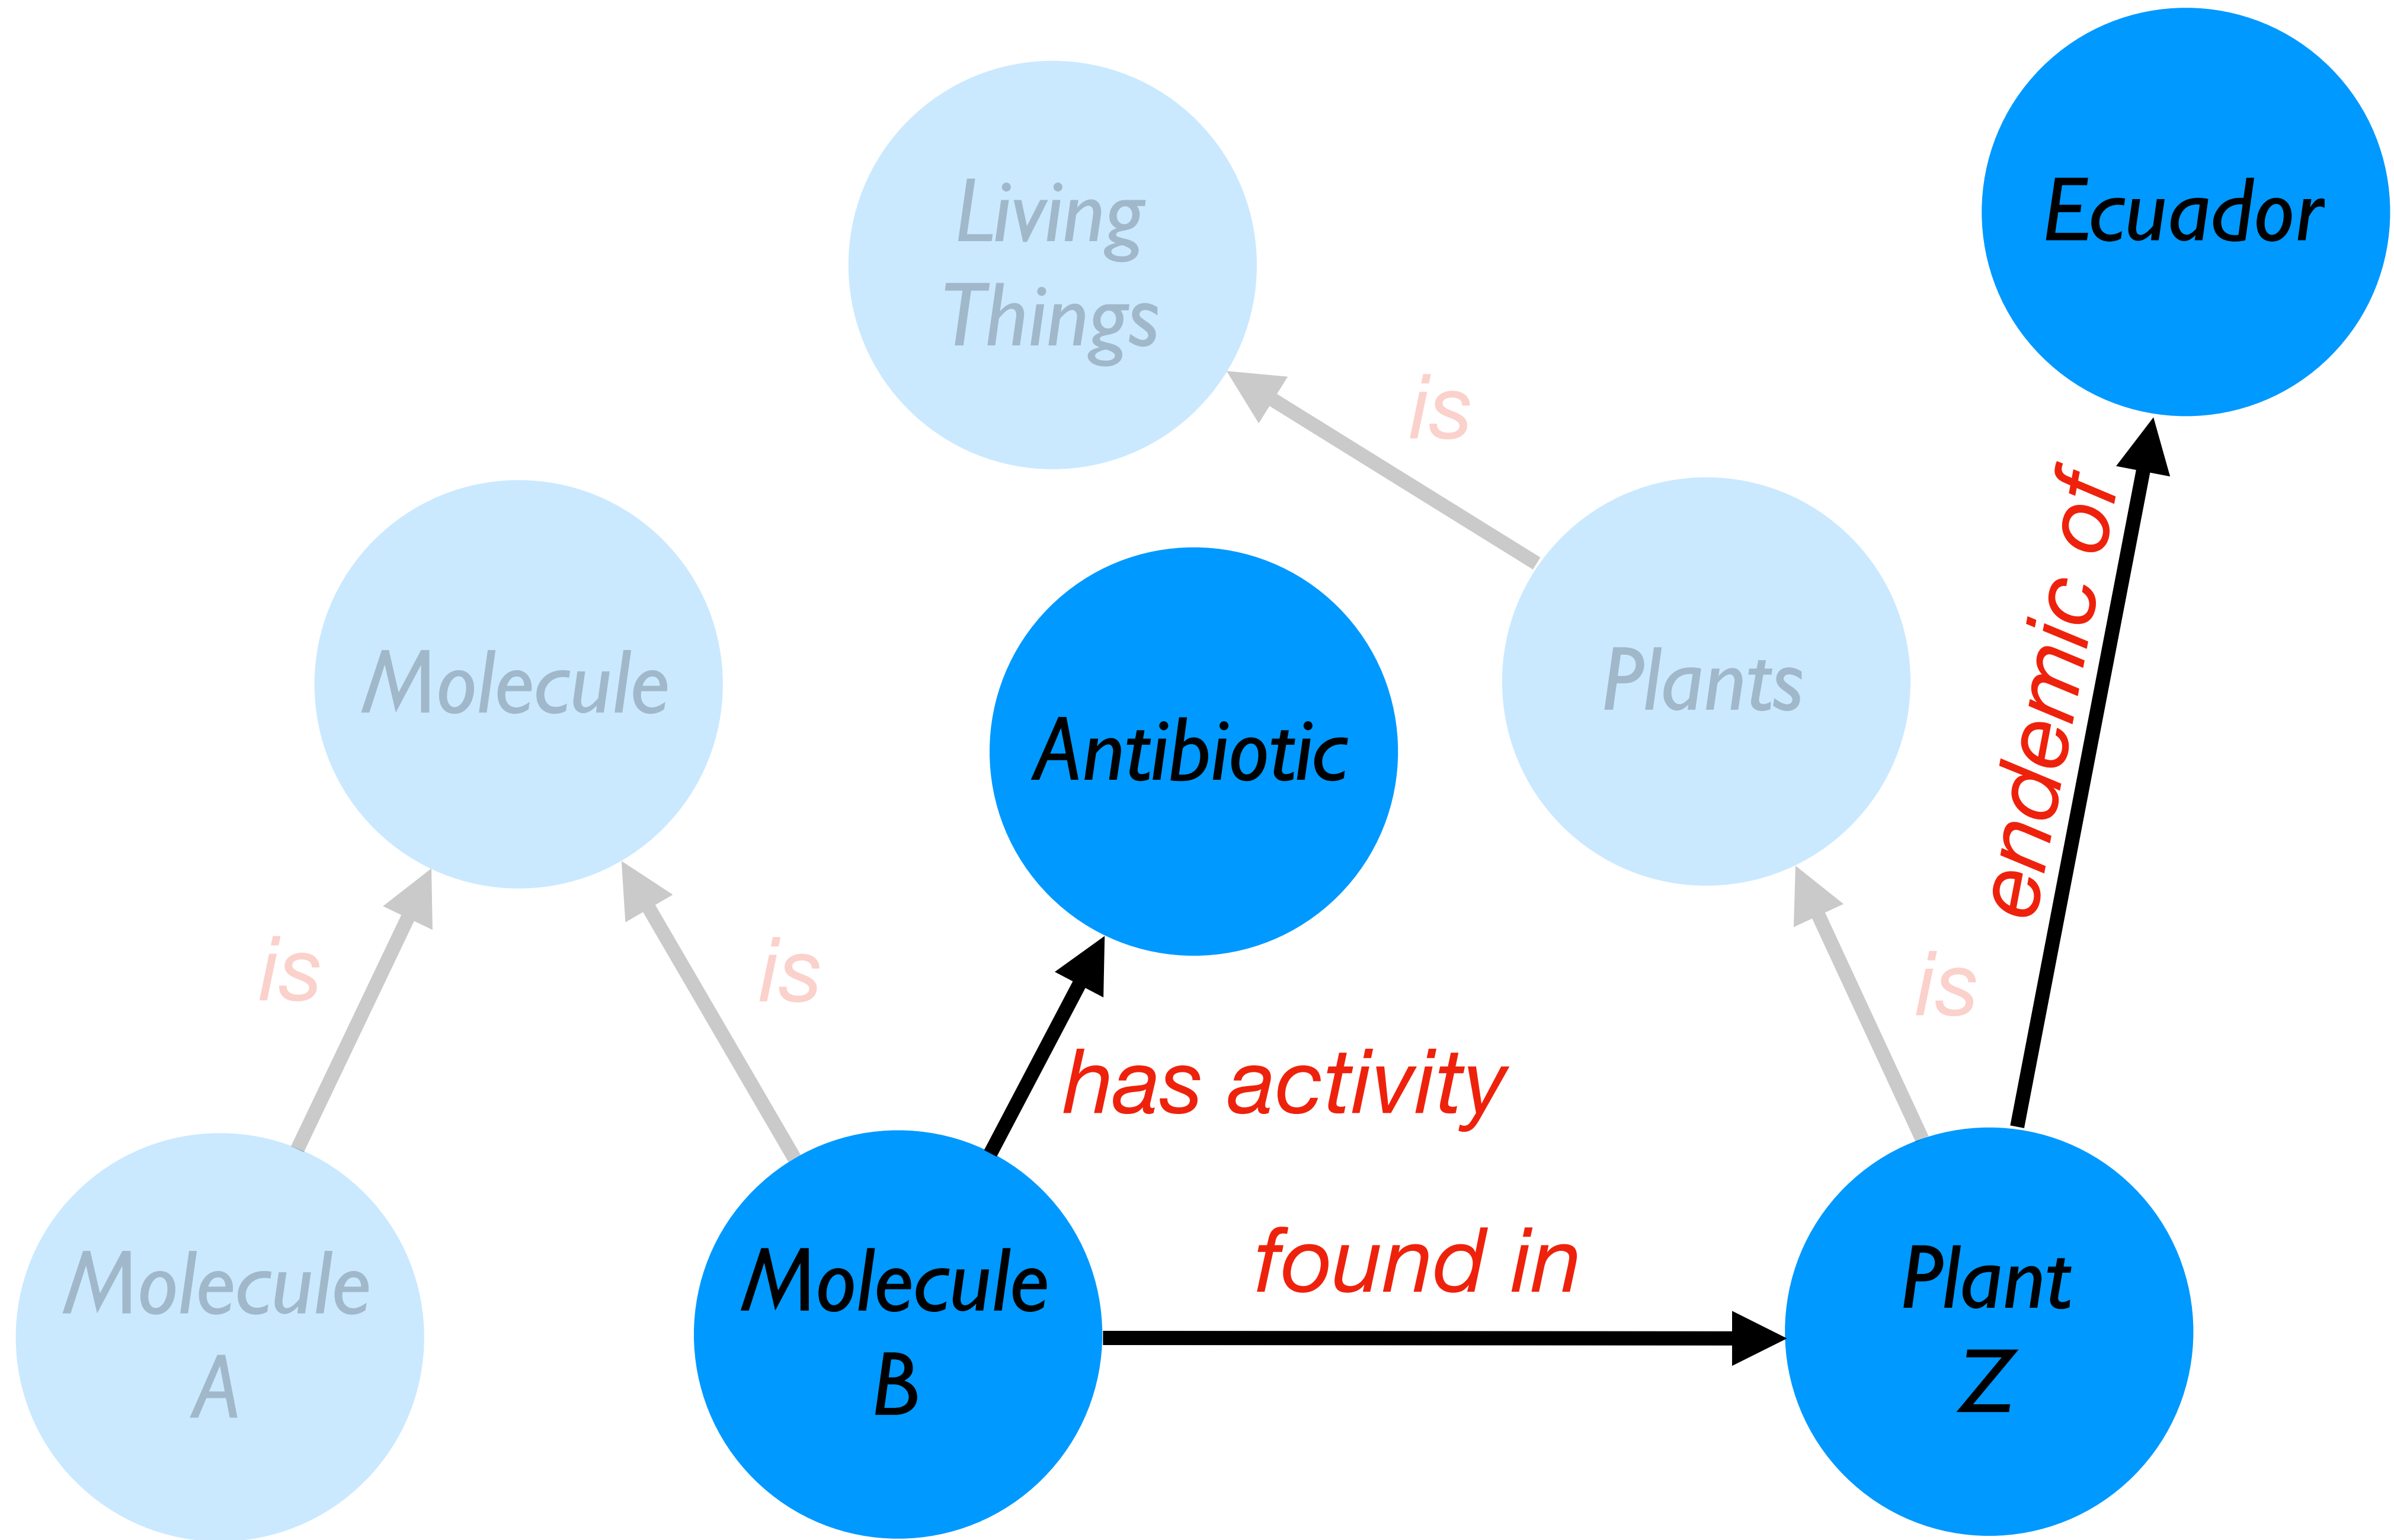 Living
Things
Ecuador
is
endemic of
Molecule
Antibiotic
Plants
is
is
is
has activity
Molecule
A
Molecule
B
found in
Plant
Z